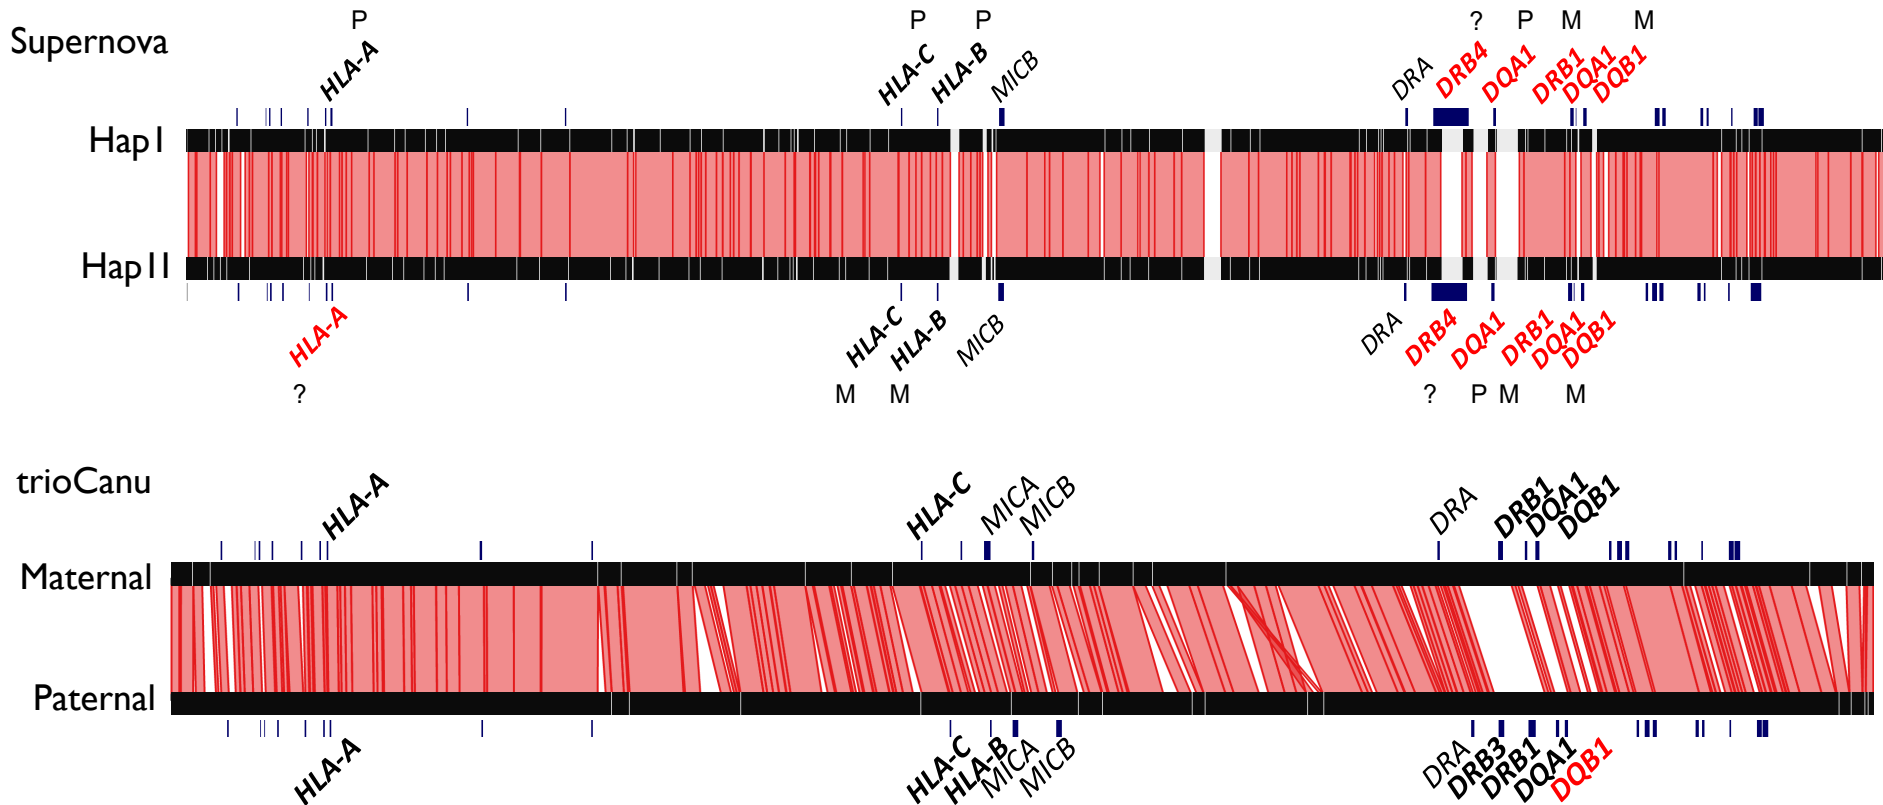 P P P ? P M M
Supernova
HLA-A HLA-C HLA-B MICB DRA DRB4 DQA1 DRB1 DQA1 DQB1
HapI
HapII
HLA-A HLA-C HLA-B MICB DRA DRB4 DQA1 DRB1 DQA1 DQB1
? M M ? P M M
trioCanu
HLA-A HLA-C MICA MICB DRA DRB1 DQA1 DQB1
Maternal
Paternal
HLA-A HLA-C HLA-B MICA MICB DRA DRB3 DRB1 DQA1 DQB1